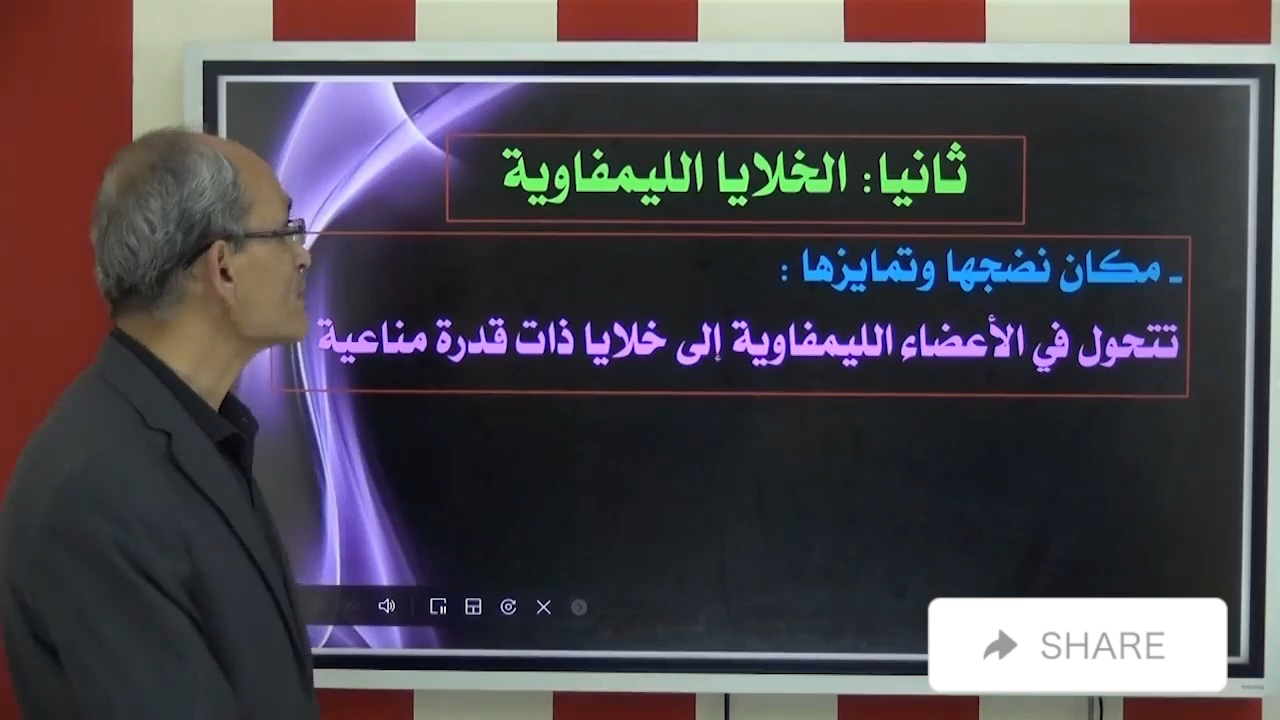 ثانيا: الخلايا الليمفاوية
ـ مكان نضجها وتمايزها :
تتحول في الأعضاء الليمفاوية إلى خلايا ذات قدرة مناعية
SHARE